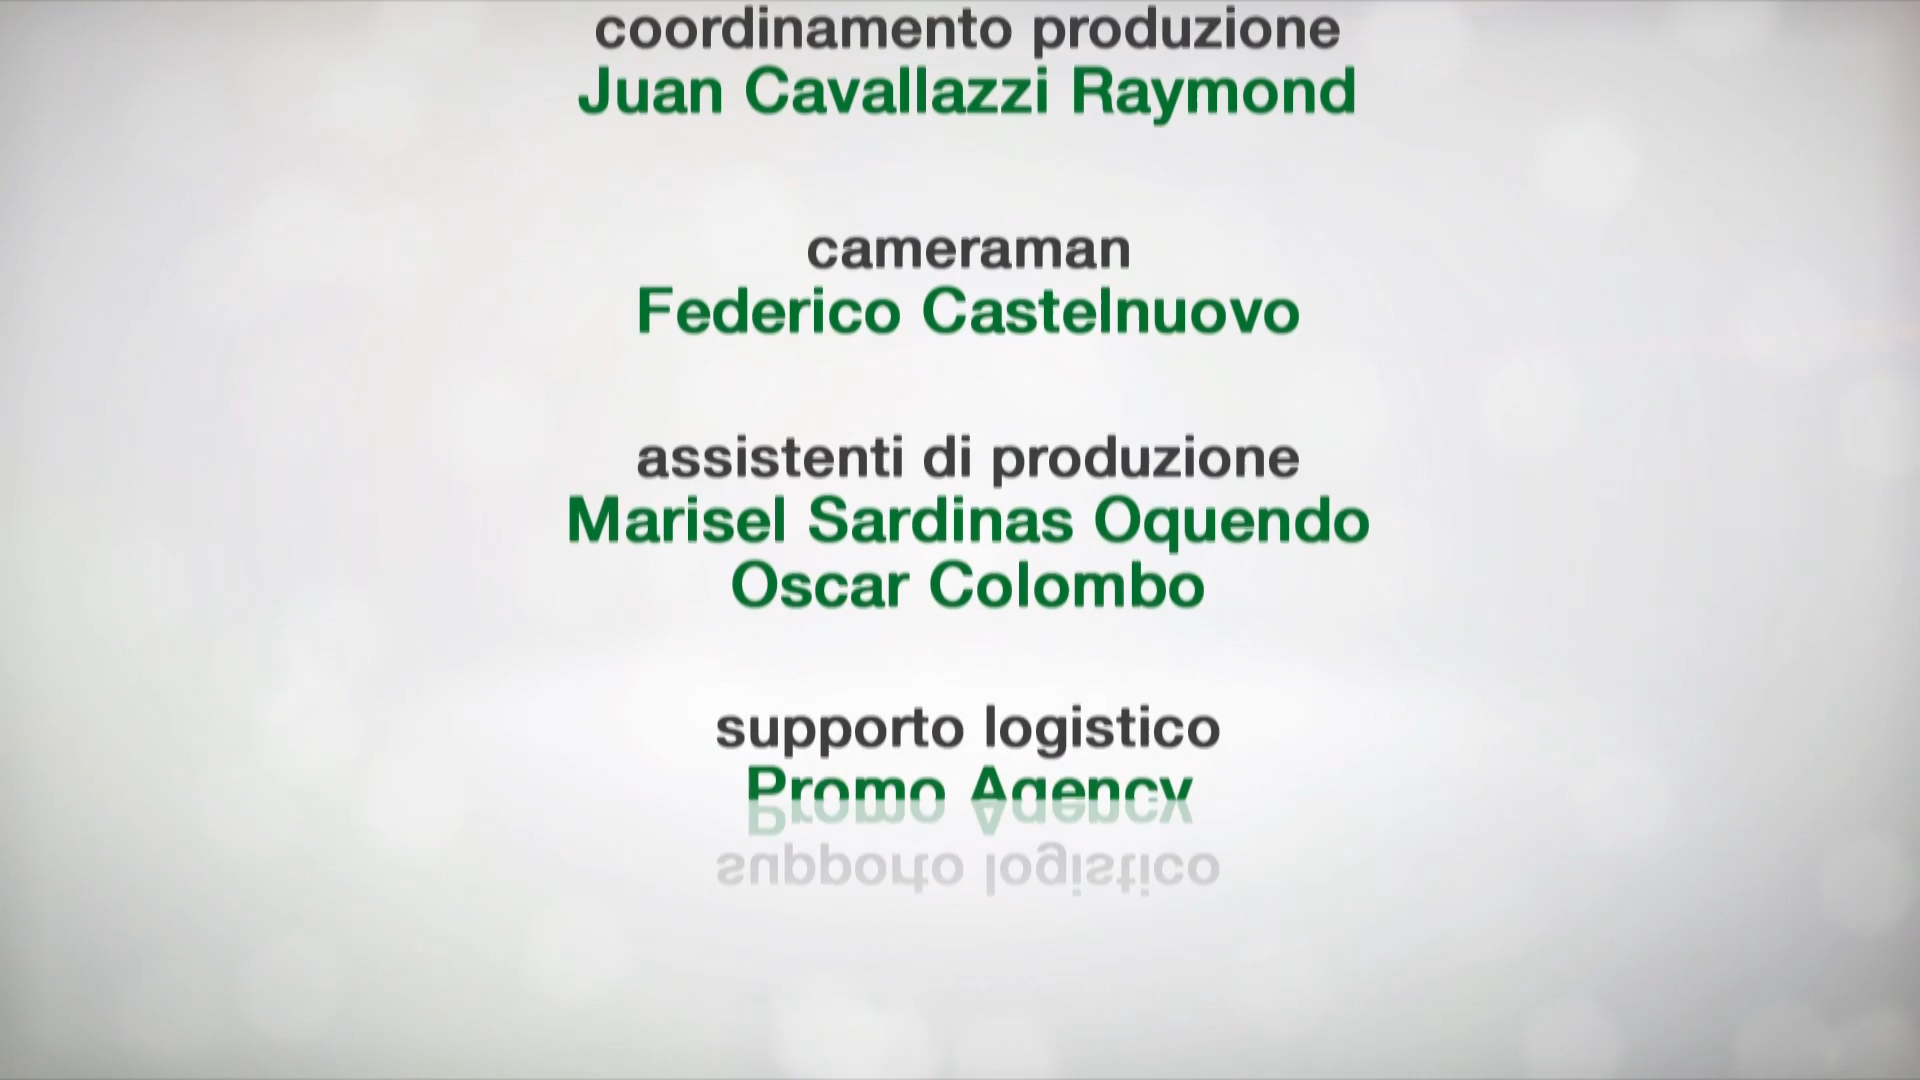 coordinamento produzione
Juan Cavallazzi Raymond
cameraman
Federico Castelnuovo
assistenti di produzione
Marisel Sardinas Oquendo
Oscar Colombo
supporto logistico
Promo Agency